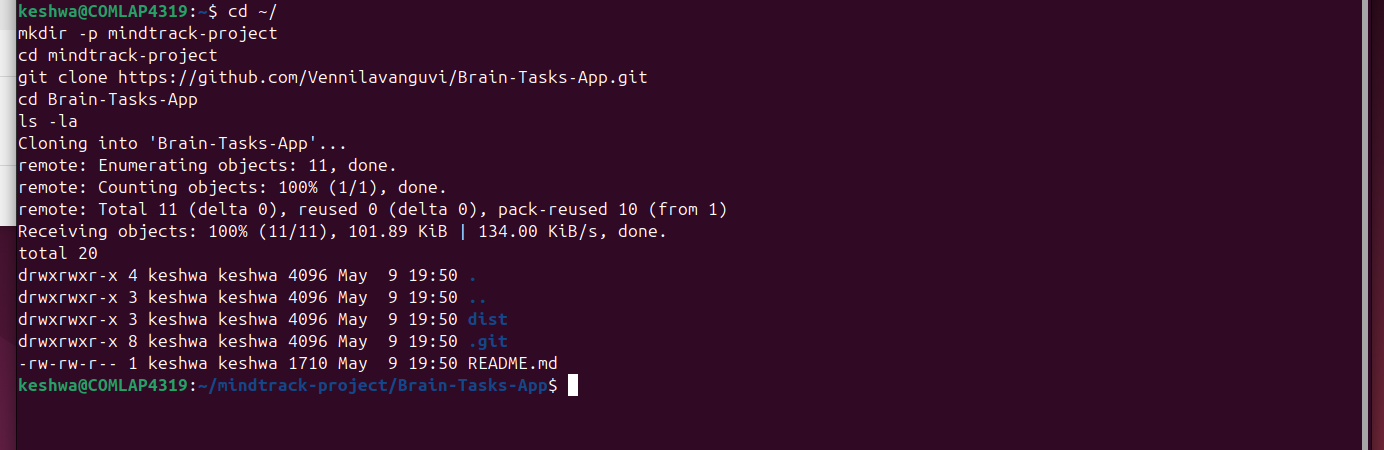 keshwa@COMLAP4319:~$ cd ~/
mkdir -p mindtrack-project
cd mindtrack-project
git clone https://github.com/Vennilavanguvi/Brain-Tasks-App.git
cd Brain-Tasks-App
ls -la
Cloning into 'Brain-Tasks-App'...
remote: Enumerating objects: 11, done.
remote: Counting objects: 100% (1/1), done.
remote: Total 11 (delta 0), reused 0 (delta 0), pack-reused 10 (from 1)
Receiving objects: 100% (11/11), 101.89 KiB | 134.00 KiB/s, done.
total 20
drwxrwxr-x 4 keshwa keshwa 4096 May  9 19:50 .
drwxrwxr-x 3 keshwa keshwa 4096 May  9 19:50 ..
drwxrwxr-x 3 keshwa keshwa 4096 May  9 19:50 dist
drwxrwxr-x 8 keshwa keshwa 4096 May  9 19:50 .git
-rw-rw-r-- 1 keshwa keshwa 1710 May  9 19:50 README.md
keshwa@COMLAP4319:~/mindtrack-project/Brain-Tasks-App$